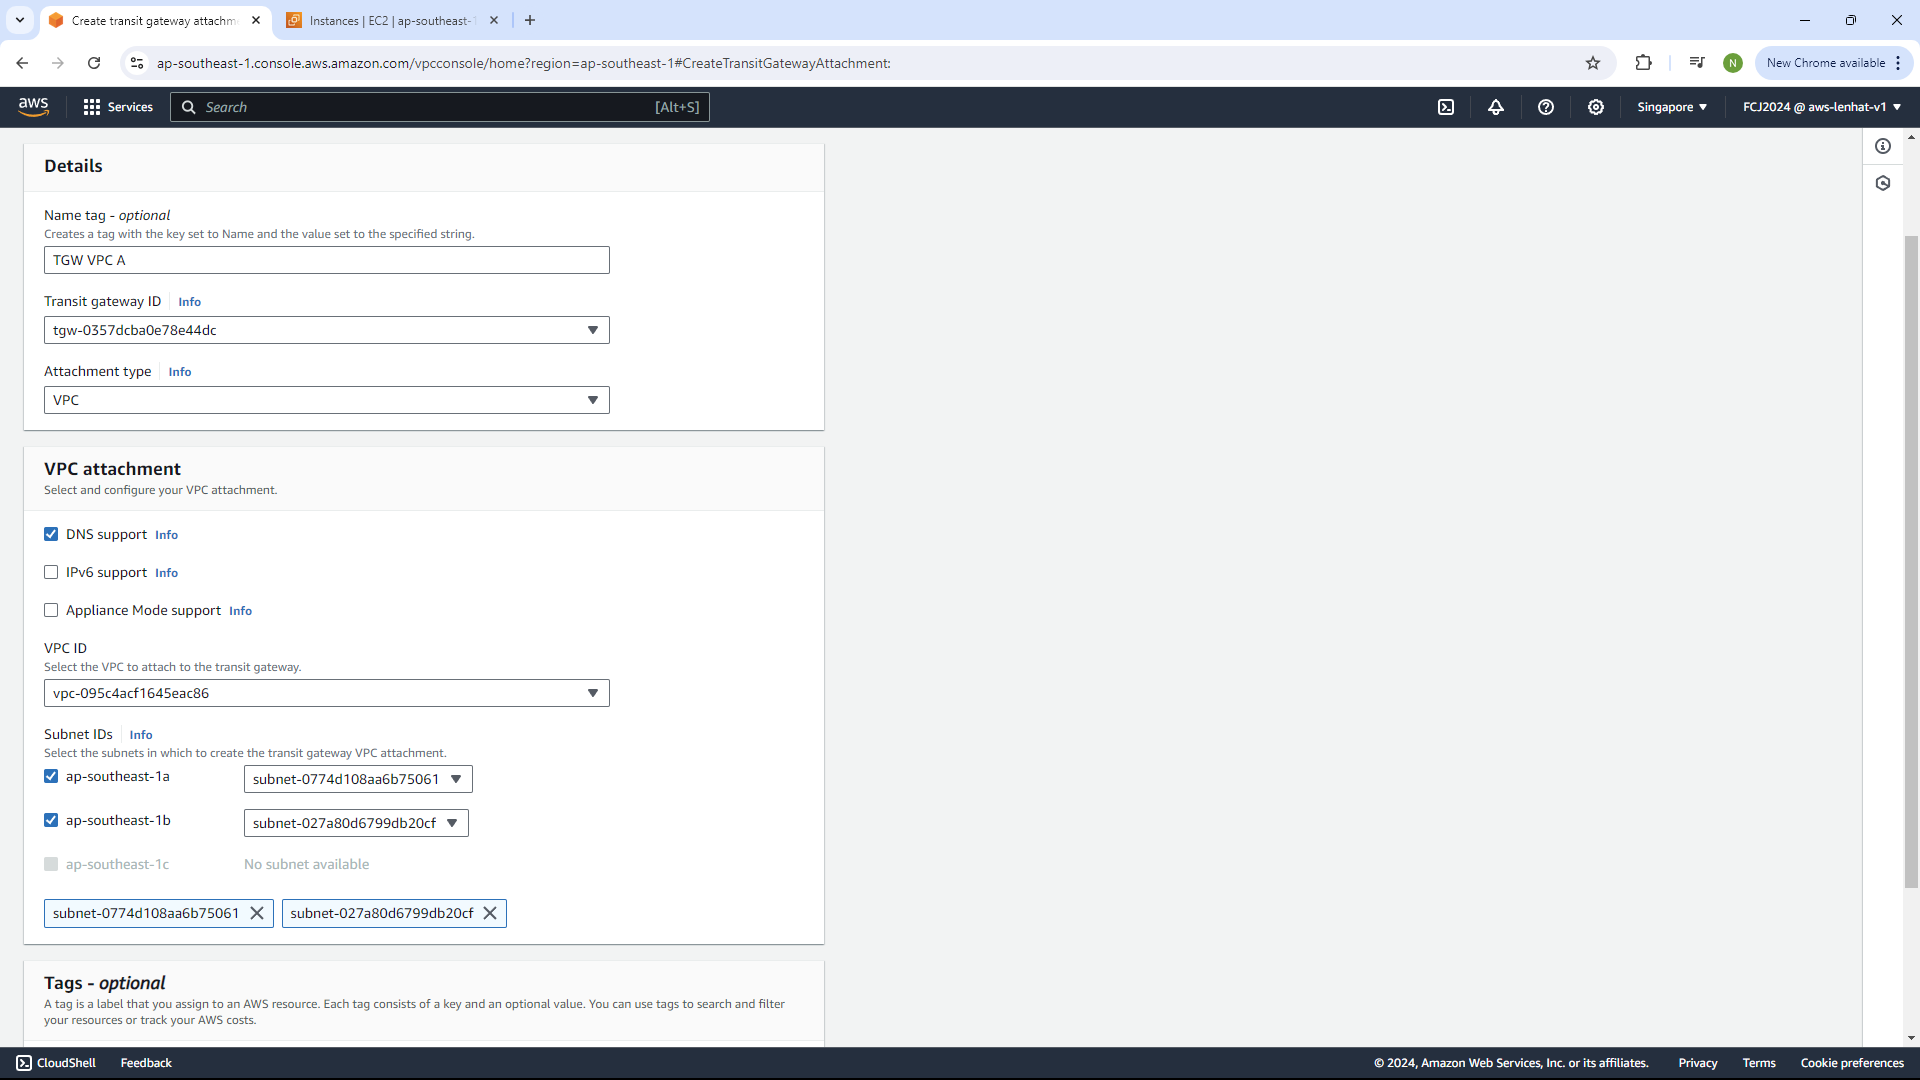 Create transit gateway attachm
Instances | EC2 | ap-southeast-1
ap-southeast-1.console.aws.amazon.com/vpcconsole/home?region=ap-southeast-1#CreateTransitGatewayAttachment:
N
New Chrome available
aws
Services
Search
[Alt+S]
Singapore
FCJ2024 @ aws-lenhat-v1
Details
Name tag - optional
Creates a tag with the key set to Name and the value set to the specified string.
TGW VPC A
Transit gateway ID
Info
tgw-0357dcba0e78e44dc
Attachment type
Info
VPC
VPC attachment
Select and configure your VPC attachment.
DNS support Info
IPv6 support Info
Appliance Mode support Info
VPC ID
Select the VPC to attach to the transit gateway.
vpc-095c4acf1645eac86
Subnet IDs
Info
Select the subnets in which to create the transit gateway VPC attachment.
ap-southeast-1a
subnet-0774d108aa6b75061
ap-southeast-1b
subnet-027a80d6799db20cf
ap-southeast-1c
No subnet available
subnet-0774d108aa6b75061
subnet-027a80d6799db20cf
Tags - optional
A tag is a label that you assign to an AWS resource. Each tag consists of a key and an optional value. You can use tags to search and filter
your resources or track your AWS costs.
CloudShell
Feedback
© 2024, Amazon Web Services, Inc. or its affiliates.
Privacy
Terms
Cookie preferences